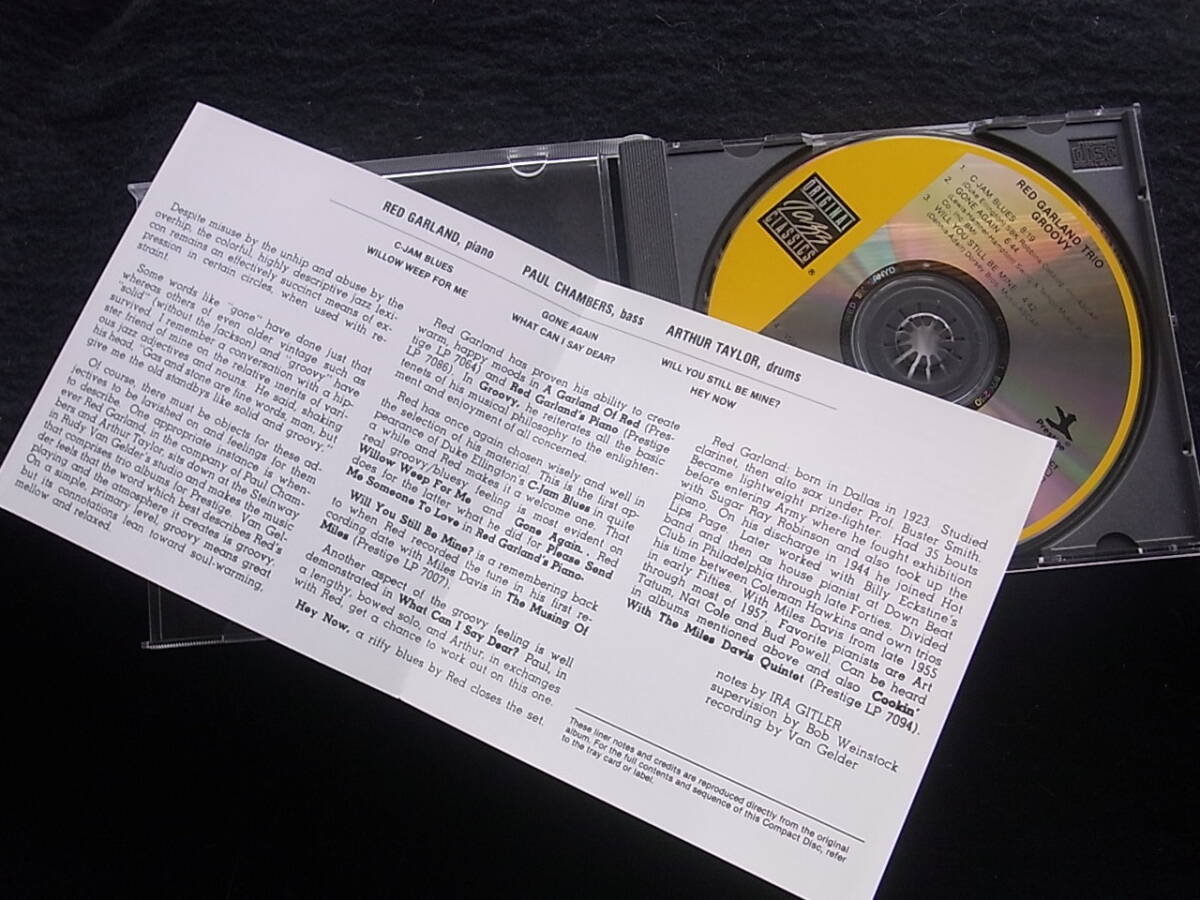 RED GARLAND, piano PAUL CHAMBERS, bass ARTHUR TAYLOR, drums
C-JAM BLUES
WILLOW WEEP FOR ME
GONE AGAIN
WHAT CAN I SAY DEAR?
WILL YOU STILL BE MINE?
HEY NOW
Despite misuse by the unhip and abuse by the
overhip, the colorful, highly descriptive jazz lexi-
con remains an effectively succinct means of ex-
pression in certain circles, when used with re-
straint.
Some words like "gone" have done just that
whereas others of even older vintage such as
"solid" (without the Jackson) and "groovy" have
survived. I remember a conversation with a hip-
ster friend of mine on the relative merits of vari-
ous jazz adjectives and nouns. He said, shaking
his head, "Gas and stone are fine words, man, but
give me the old standbys like solid and groovy."
Of course, there must be objects for these ad-
jectives to be lavished on and feelings for them
to describe. One appropriate instance is when-
ever Red Garland, in the company of Paul Cham-
bers and Arthur Taylor, sits down at the Steinway
in Rudy Van Gelder's studio and makes the music
that comprises trio albums for Prestige. Van Gel-
der feels that the word which best describes Red's
playing and the atmosphere it creates is groovy.
On a simple, primary level, groovy means great
but its connotations lean toward soul-warming,
mellow and relaxed.
Red Garland has proven his ability to create
warm, happy moods in A Garland Of Red (Pres-
tige LP 7064) and Red Garland's Piano (Prestige
LP 7086). In Groovy, he reiterates all the basic
tenets of his musical philosophy to the enlighten-
ment and enjoyment of all concerned.
Red has once again chosen wisely and well in
the selection of his material. This is the first ap-
pearance of Duke Ellington's C-Jam Blues in quite
a while and Red makes it a welcome one. That
real groovy/bluesy, feeling is most evident on
Willow Weep For Me and Gone Again. Red
does for the latter what he did for Please Send
Me Someone To Love in Red Garland's Piano.
Will You Still Be Mine? is a remembering back
to when Red recorded the tune in his first re-
cording date with Miles Davis in The Musing Of
Miles (Prestige LP 7007).
Another aspect of the groovy feeling is well
demonstrated in What Can I Say Dear? Paul, in
a lengthy, bowed solo, and Arthur, in exchanges
with Red, get a chance to work out on this one.
Hey Now, a riffy blues by Red closes the set.
Red Garland: born in Dallas in 1923. Studied
clarinet, then alto sax under Prof. Buster Smith.
Became lightweight prize-fighter. Had 35 bouts
before entering Army where he fought exhibition
with Sugar Ray Robinson and also took up the
piano. On his discharge in 1944 he joined Hot
Lips Page. Later worked with Billy Eckstine's
band and then as house pianist at Down Beat
Club in Philadelphia through late Forties. Divided
his time between Coleman Hawkins and own trios
in early Fifties. With Miles Davis from late 1955
through most of 1957. Favorite pianists are Art
Tatum, Nat Cole and Bud Powell. Can be heard
in albums mentioned above and also Cookin'
With The Miles Davis Quintet (Prestige LP 7094).
notes by IRA GITLER
supervision by Bob Weinstock
recording by Van Gelder
These liner notes and credits are reproduced directly from the original
album. For the full contents and sequence of this Compact Disc, refer
to the tray card or label.
ORIGINAL
Jazz
CLASSICS
®
RED GARLAND TRIO
GROOVY
1. C JAM BLUES 8:19
2. GONE AGAIN 6:44
3. WILL YOU STILL BE MINE 4:42
disc
Prestige